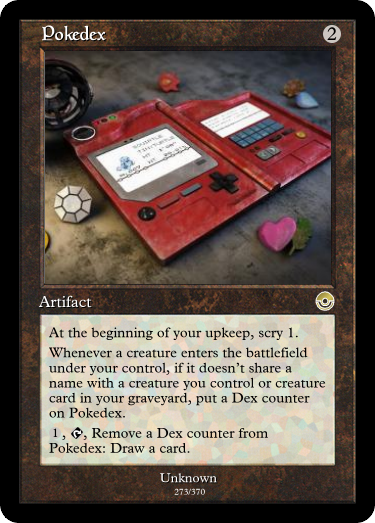 Pokedex 2
Artifact
At the beginning of your upkeep, scry 1.
Whenever a creature enters the battlefield
under your control, if it doesn't share a
name with a creature you control or creature
card in your graveyard, put a Dex counter
on Pokedex.
1 , , Remove a Dex counter from
Pokedex: Draw a card.
Unknown
273/370